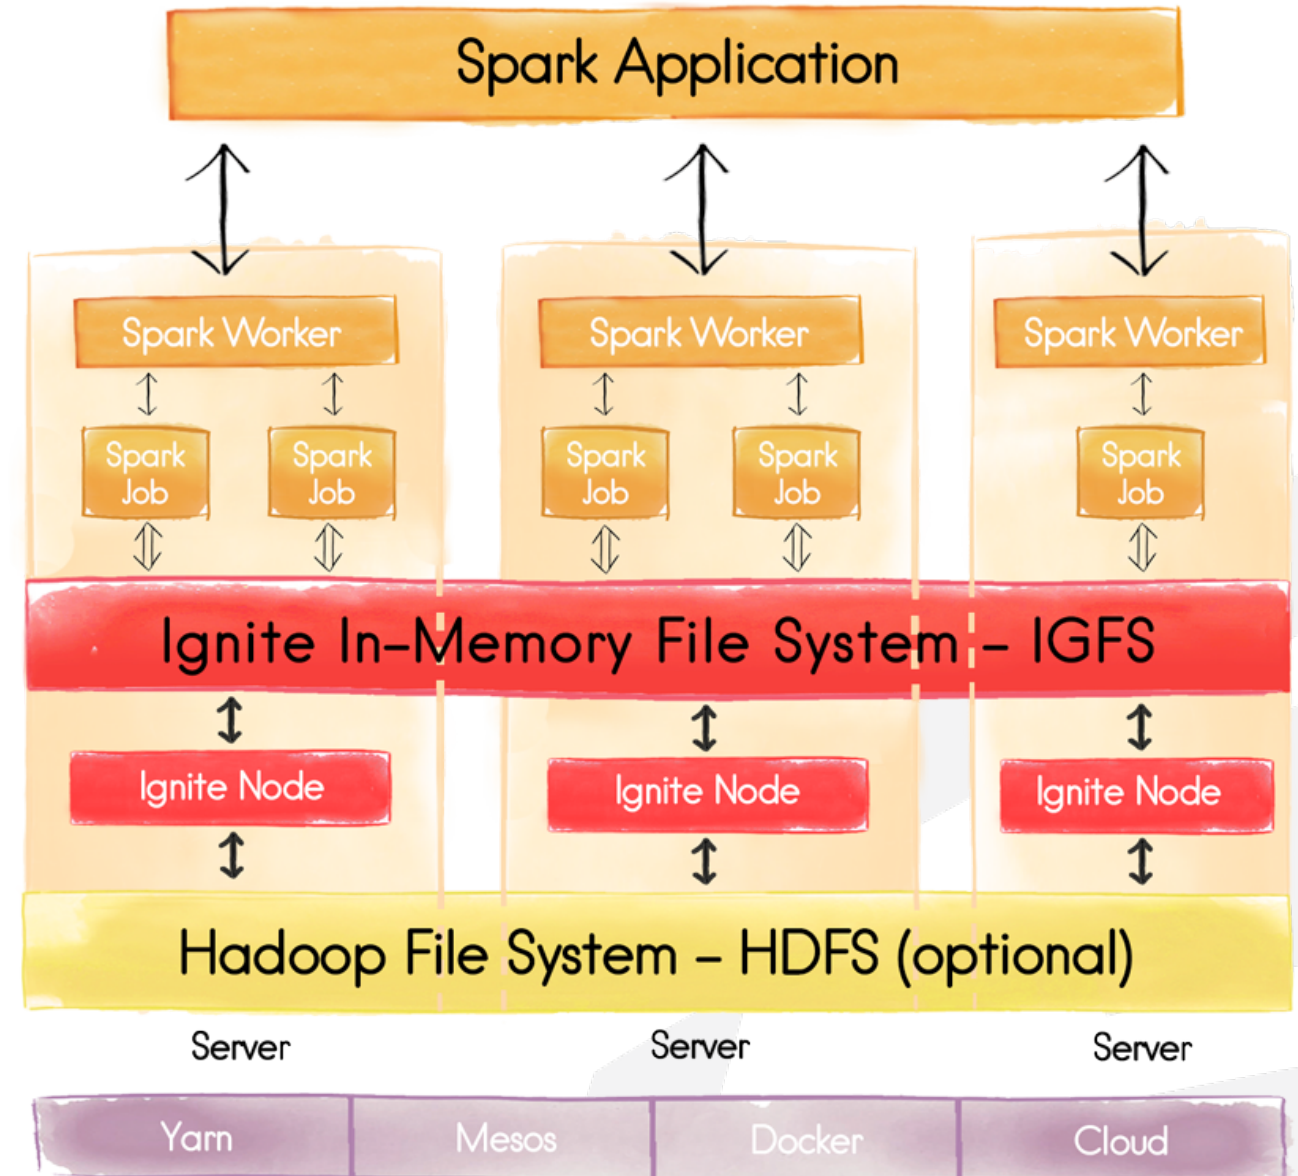 Spark Application
Spark Worker
Spark Worker
Spark Worker
Spark
Job
Spark
Job
Spark
Job
Spark
Job
Spark
Job
Ignite In-Memory File System - IGFS
Ignite Node
Ignite Node
Ignite Node
Hadoop File System - HDFS (optional)
Server
Server
Server
Yarn
Mesos
Docker
Cloud